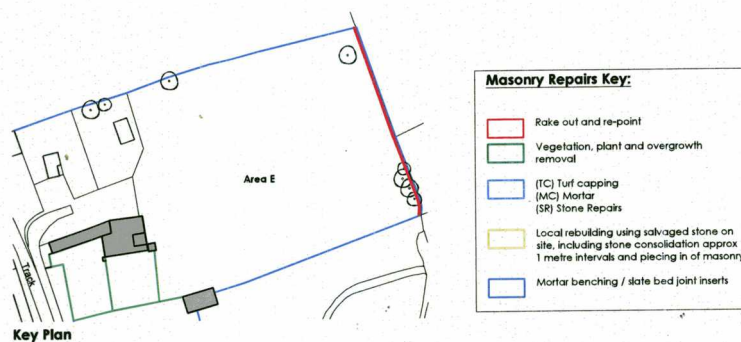 Area E
Track
Key Plan
Masonry Repairs Key:
Rake out and re-point
Vegetation, plant and overgrowth
removal
(TC) Turf capping
(MC) Mortar
(SR) Stone Repairs
Local rebuilding using salvaged stone on
site, including stone consolidation approx
1 metre intervals and piecing in of masonry
Mortar benching / slate bed joint inserts